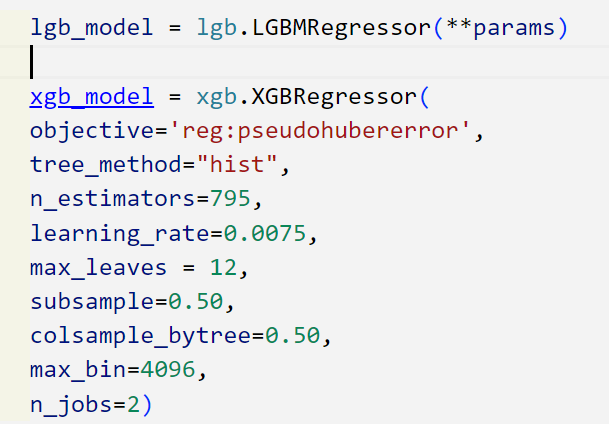 lgb_model = lgb.LGBMRegressor(**params)
xgb_model = xgb.XGBRegressor(
objective='reg:pseudohubererror',
tree_method="hist",
n_estimators=795,
learning_rate=0.0075,
max_leaves = 12,
subsample=0.50,
colsample_bytree=0.50,
max_bin=4096,
n_jobs=2)